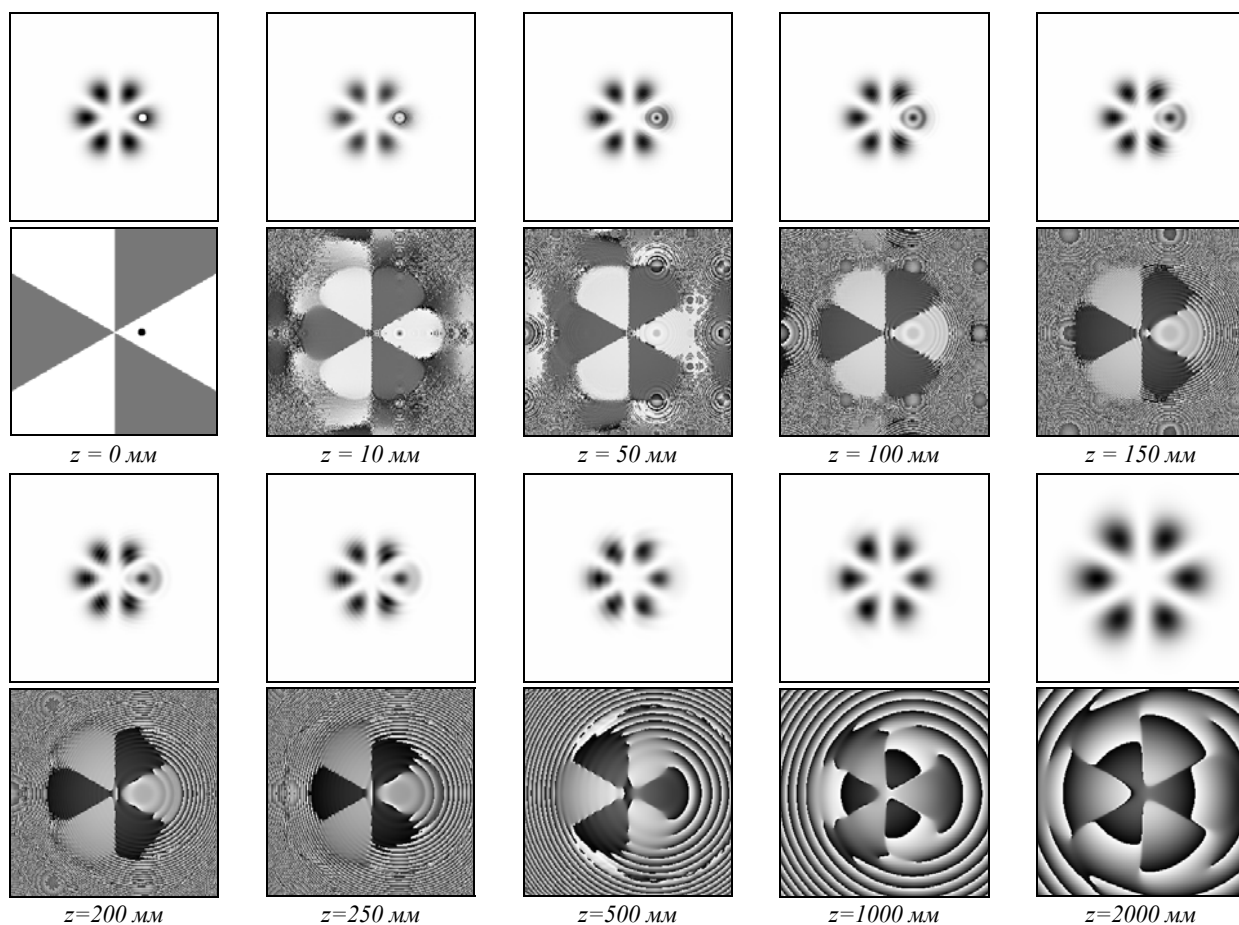 z = 0 мм
z = 10 мм
z = 50 мм
z = 100 мм
z = 150 мм
z=200 мм
z=250 мм
z=500 мм
z=1000 мм
z=2000 мм